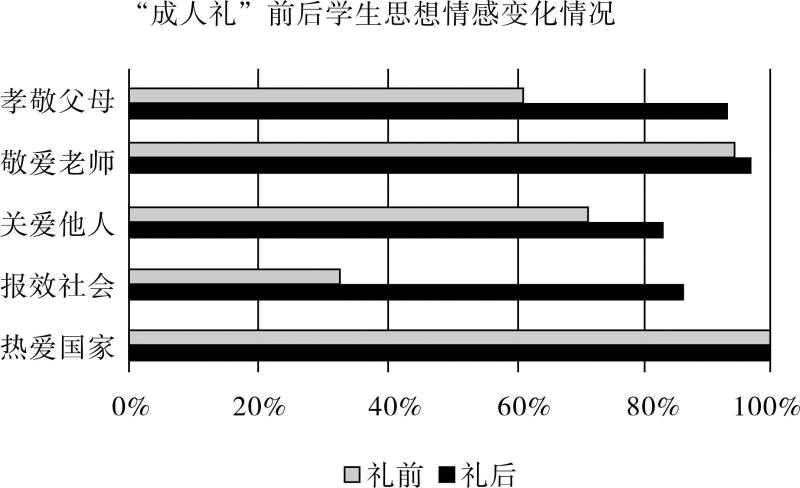 “成人礼”前后学生思想情感变化情况
孝敬父母
敬爱老师
关爱他人
报效社会
热爱国家
0% 20% 40% 60% 80% 100%
礼前 礼后